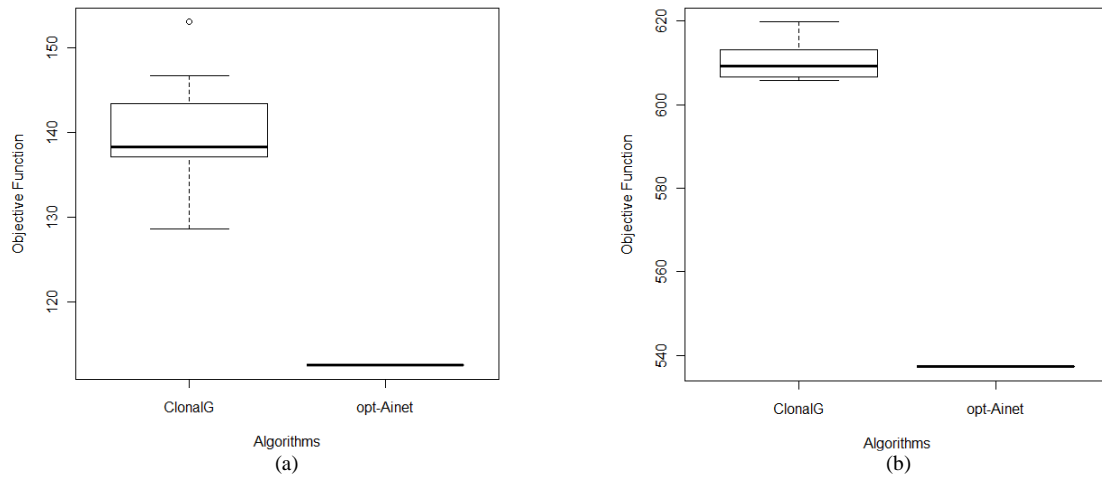 Objective Function
150
140
130
120
ClonalG
opt-Ainet
Algorithms
(a)
Objective Function
620
600
580
560
540
ClonalG
opt-Ainet
Algorithms
(b)